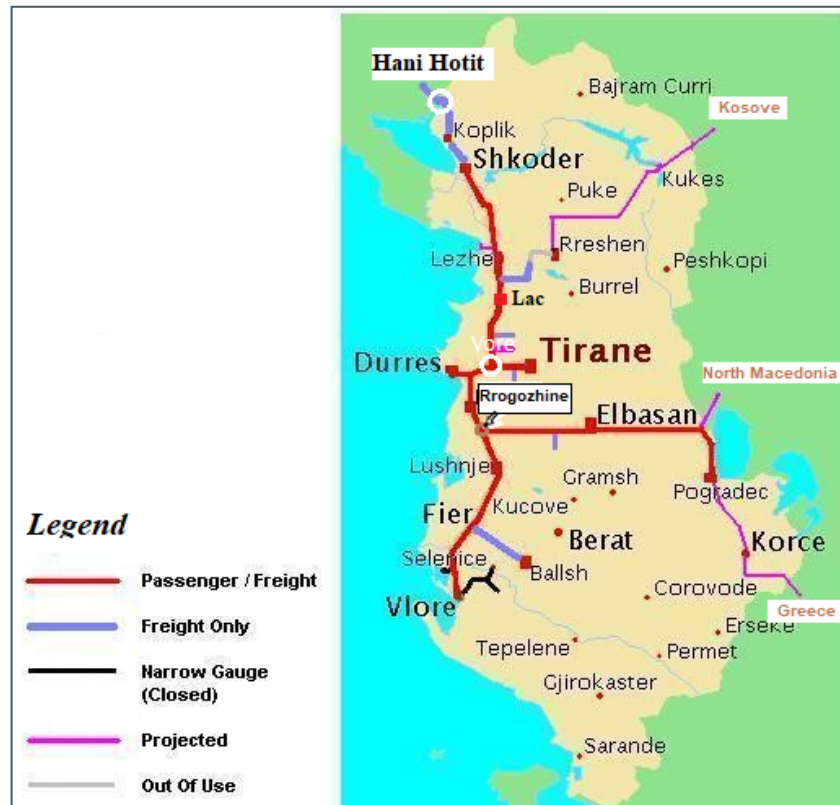 Hani Hotit
Bajram Curri
Kosove
Koplik
Shkoder
Kukes
Puke
Lezhe
Rreshen
Peshkopi
Burrel
Lac
Vore
Tirane
Durres
North Macedonia
Rrogozhine
Elbasan
Lushnje
Gramsh
Pogradec
Kucove
Fier
Berat
Korce
Selenice
Ballsh
Vlore
Corovode
Greece
Erseke
Tepelene
Permet
Gjirokaster
Sarande
Legend
Passenger / Freight
Freight Only
Narrow Gauge
(Closed)
Projected
Out Of Use